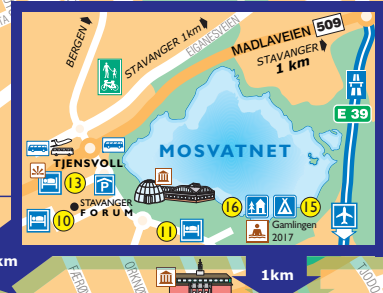 BERGEN
STAVANGER 1km
EIGANESVEIEN
MADLAVEIEN
509
STAVANGER
1 km
E 39
MOSVATNET
TJENSVOLL
13
P
STAVANGER
FORUM
10
11
16
15
Gamlingen
2017
km
1km